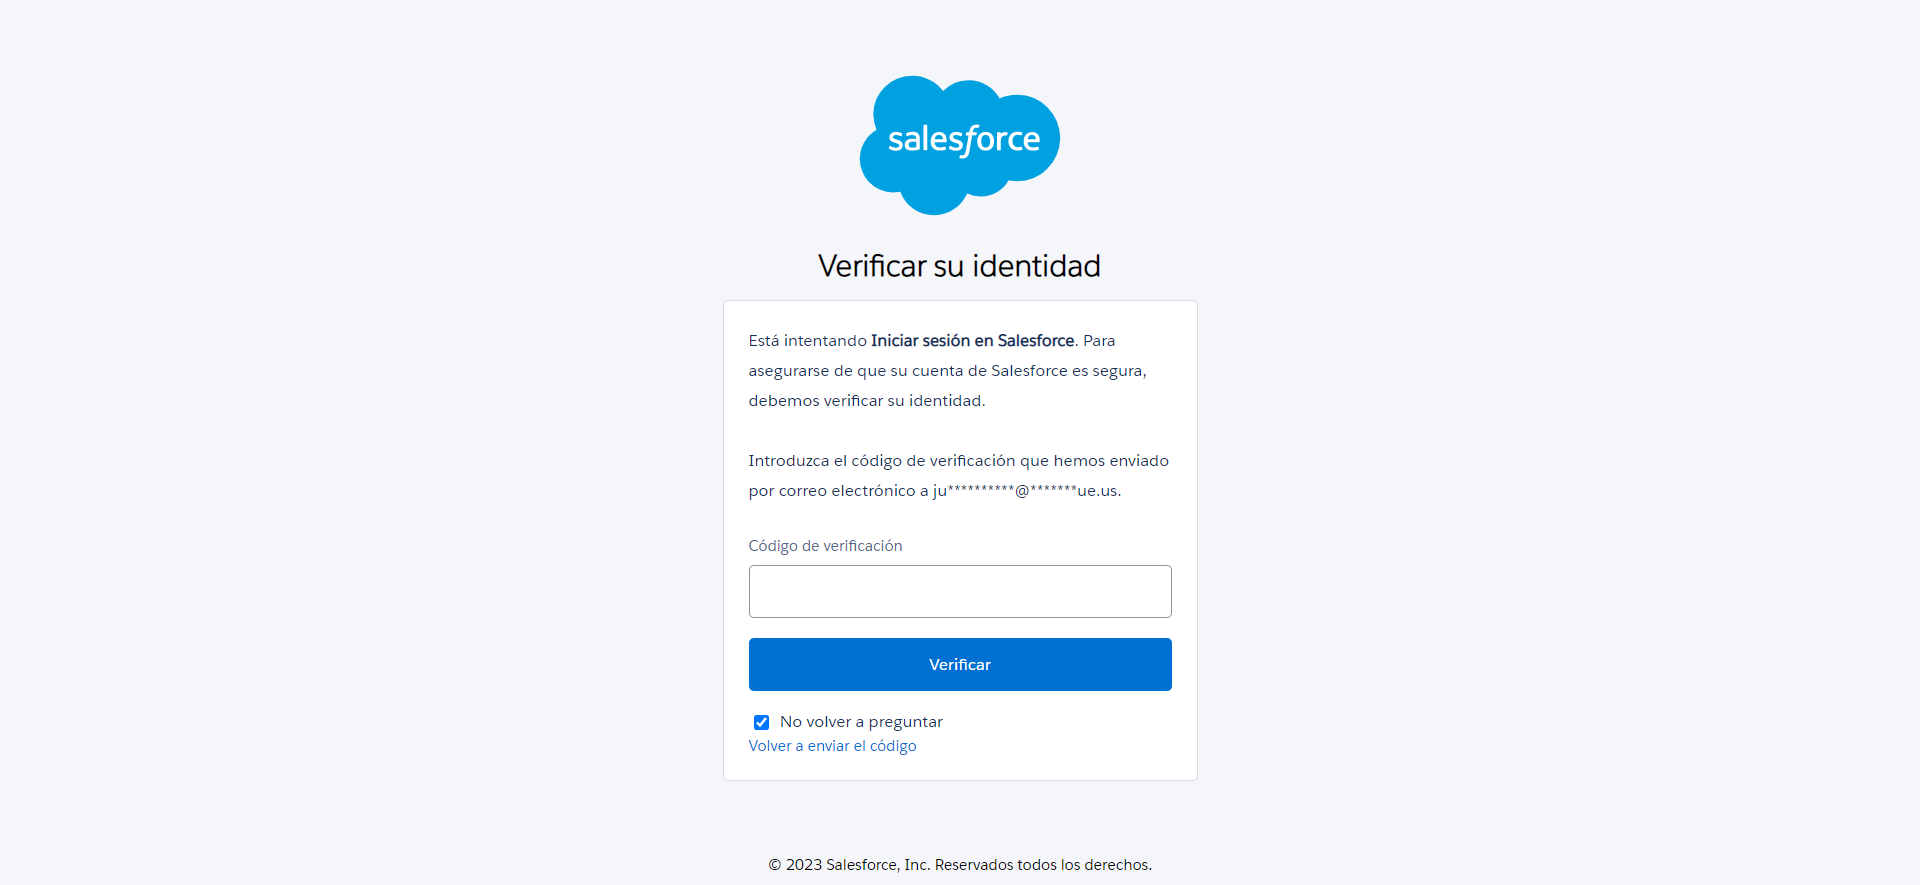 salesforce
Verificar su identidad
Está intentando Iniciar sesión en Salesforce. Para
asegurarse de que su cuenta de Salesforce es segura,
debemos verificar su identidad.
Introduzca el código de verificación que hemos enviado
por correo electrónico a ju**********@*******ue.us.
Código de verificación
Verificar
No volver a preguntar
Volver a enviar el código
© 2023 Salesforce, Inc. Reservados todos los derechos.